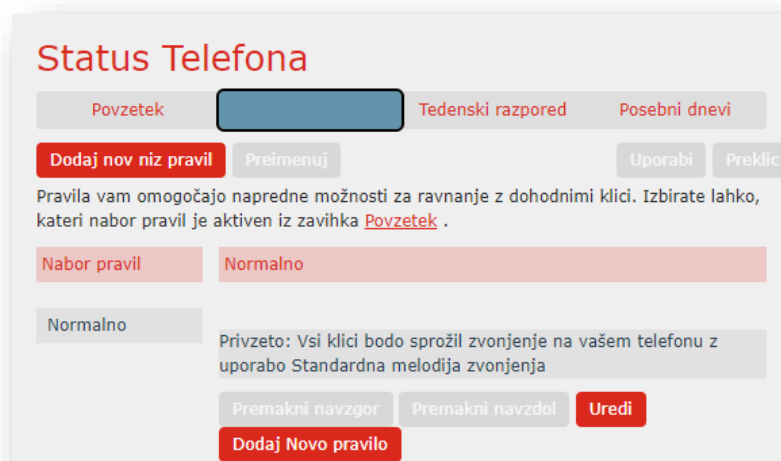 Status Telefona
Povzetek Tedenski razpored Posebni dnevi
Dodaj nov niz pravil Preimenuj Uporabi Preklic
Pravila vam omogočajo napredne možnosti za ravnanje z dohodnimi klici. Izbirate lahko,
kateri nabor pravil je aktiven iz zavihka Povzetek .
Nabor pravil Normalno
Normalno
Privzeto: Vsi klici bodo sprožil zvonjenje na vašem telefonu z
uporabo Standardna melodija zvonjenja
Premakni navzgor Premakni navzdol Uredi
Dodaj Novo pravilo